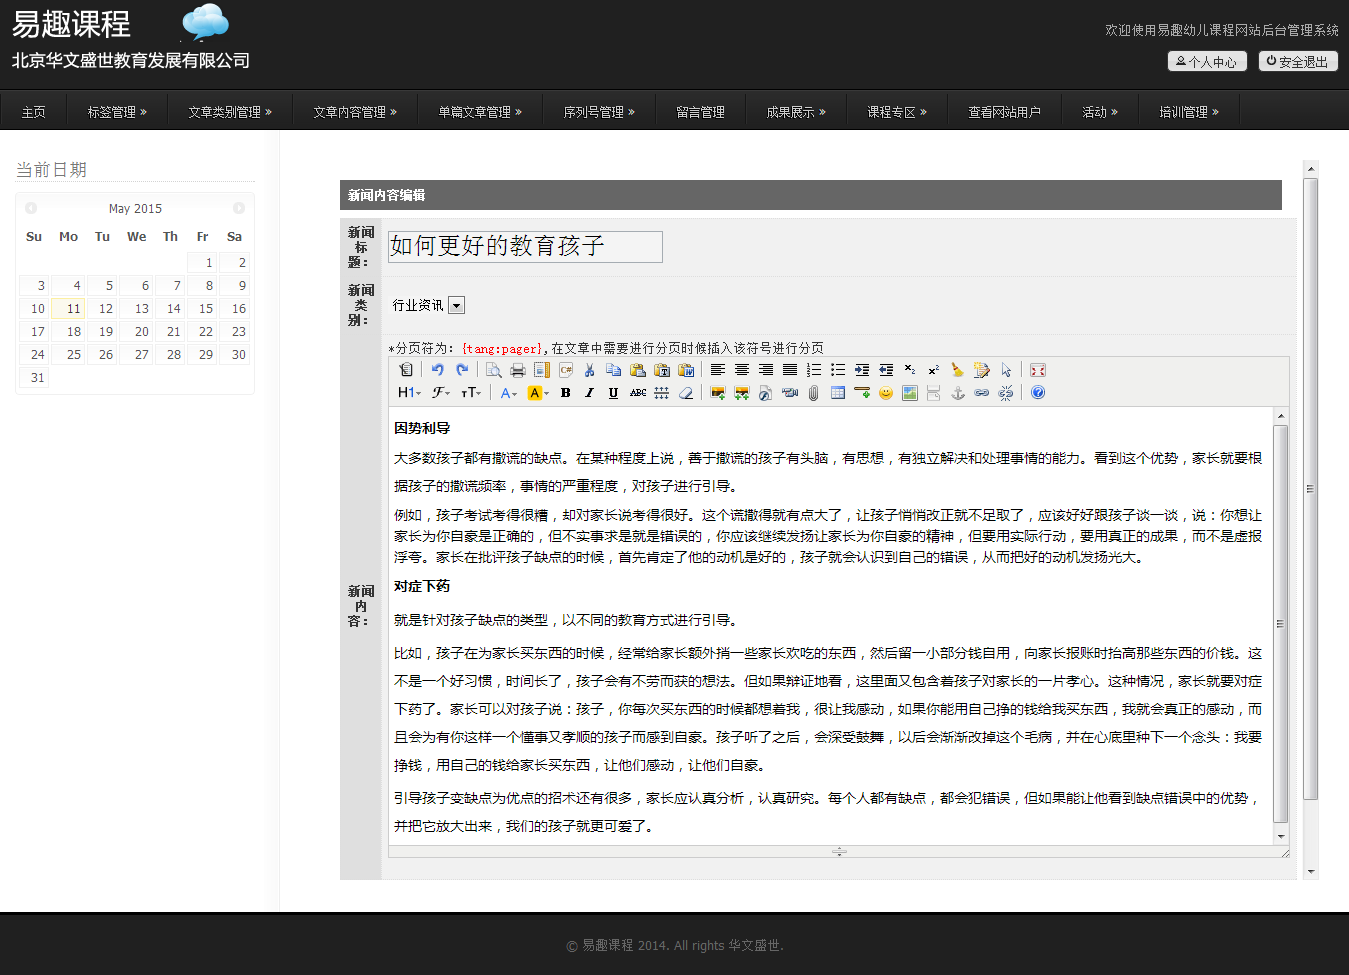 易趣课程
北京华文盛世教育发展有限公司
欢迎使用易趣幼儿课程网站后台管理系统
个人中心 安全退出
主页 标签管理 » 文章类别管理 » 文章内容管理 » 单篇文章管理 » 序列号管理 » 留言管理 成果展示 » 课程专区 » 查看网站用户 活动 » 培训管理 »
当前日期
May 2015
Su Mo Tu We Th Fr Sa
1 2
3 4 5 6 7 8 9
10 11 12 13 14 15 16
17 18 19 20 21 22 23
24 25 26 27 28 29 30
31
新闻内容编辑
新闻
标
题：
如何更好的教育孩子
新闻
类
别：
行业资讯
*分页符为：{tang:pager},在文章中需要进行分页时候插入该符号进行分页
H1 F TT A A B I U ABC
新闻
内
容：
因势利导
大多数孩子都有撒谎的缺点。在某种程度上说，善于撒谎的孩子有头脑，有思想，有独立解决和处理事情的能力。看到这个优势，家长就要根
据孩子的撒谎频率，事情的严重程度，对孩子进行引导。
例如，孩子考试考得很糟，却对家长说考得很好。这个谎撒得就有点大了，让孩子悄悄改正就不足取了，应该好好跟孩子谈一谈，说：你想让
家长为你自豪是正确的，但不实事求是就是错误的，你应该继续发扬让家长为你自豪的精神，但要用实际行动，要用真正的成果，而不是虚报
浮夸。家长在批评孩子缺点的时候，首先肯定了他的动机是好的，孩子就会认识到自己的错误，从而把好的动机发扬光大。
对症下药
就是针对孩子缺点的类型，以不同的教育方式进行引导。
比如，孩子在为家长买东西的时候，经常给家长额外捎一些家长欢吃的东西，然后留一小部分钱自用，向家长报账时抬高那些东西的价钱。这
不是一个好习惯，时间长了，孩子会有不劳而获的想法。但如果辩证地看，这里面又包含着孩子对家长的一片孝心。这种情况，家长就要对症
下药了。家长可以对孩子说：孩子，你每次买东西的时候都想着我，很让我感动，如果你能用自己挣的钱给我买东西，我就会真正的感动，而
且会为有你这样一个懂事又孝顺的孩子而感到自豪。孩子听了之后，会深受鼓舞，以后会渐渐改掉这个毛病，并在心底里种下一个念头：我要
挣钱，用自己的钱给家长买东西，让他们感动，让他们自豪。
引导孩子变缺点为优点的招术还有很多，家长应认真分析，认真研究。每个人都有缺点，都会犯错误，但如果能让他看到缺点错误中的优势，
并把它放大出来，我们的孩子就更可爱了。
© 易趣课程 2014. All rights 华文盛世.